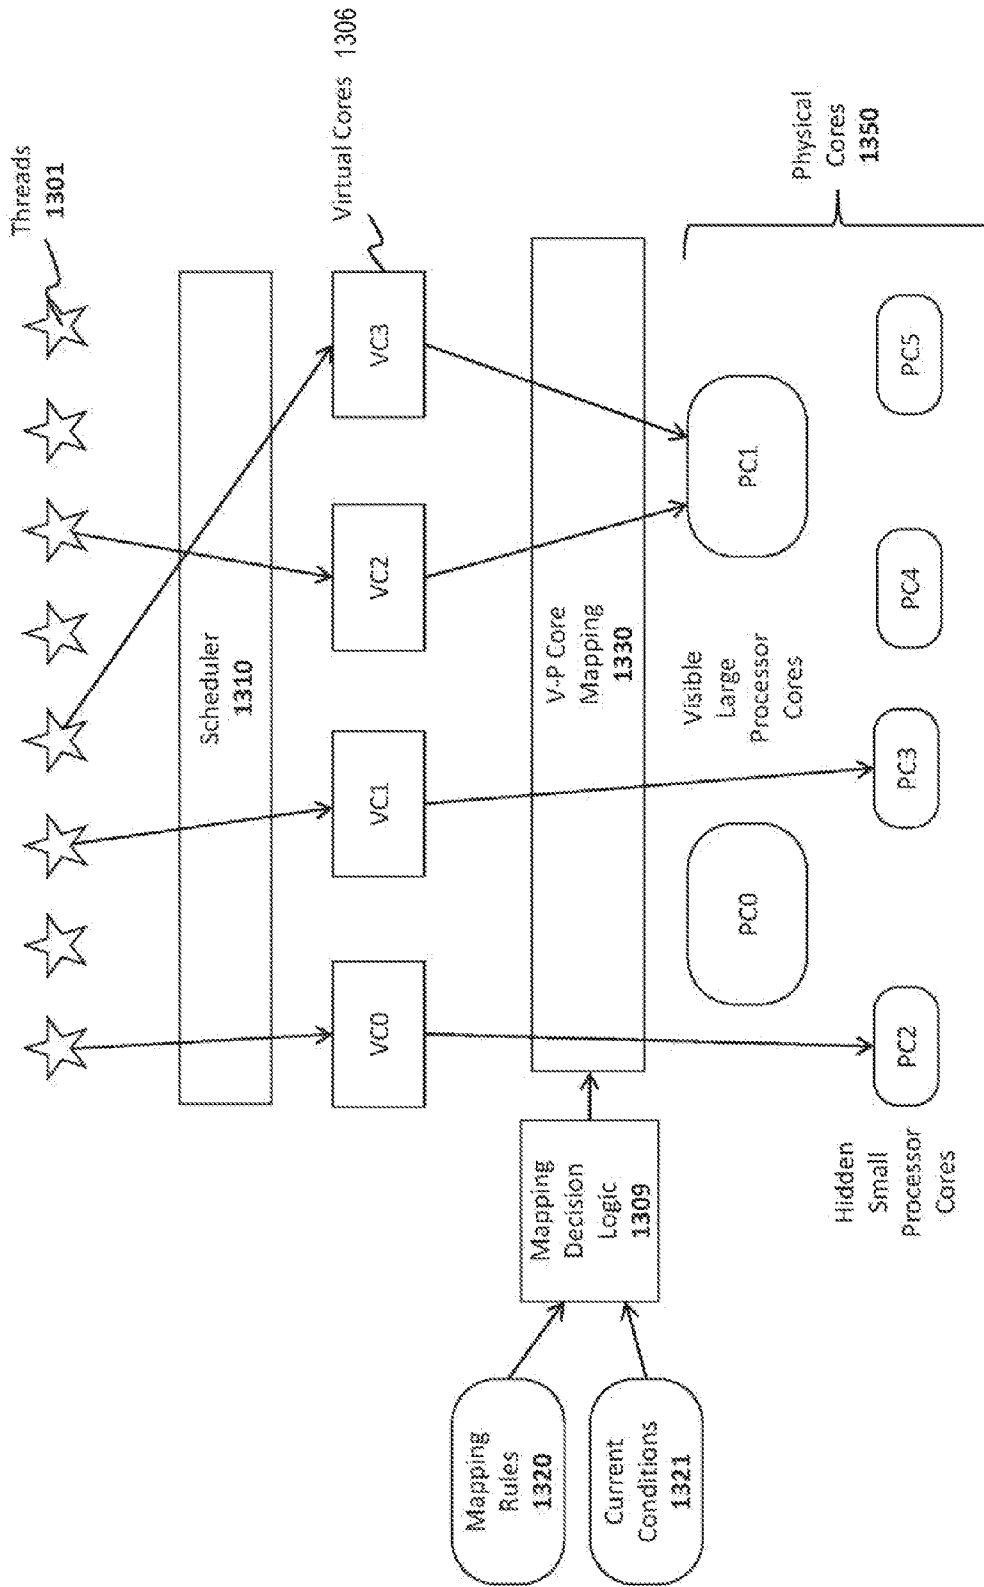 Threads
1301
Scheduler
1310
Virtual Cores 1306
VC0
VC1
VC2
VC3
Mapping
Rules
1320
Current
Conditions
1321
Mapping
Decision
Logic
1309
V-P Core
Mapping
1330
Visible
Large
Processor
Cores
PC0
PC1
Physical
Cores
1350
Hidden
Small
Processor
Cores
PC2
PC3
PC4
PC5